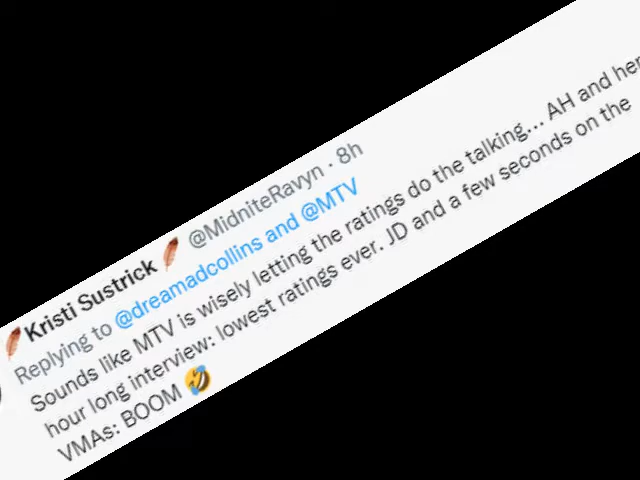 🪶Kristi Sustrick🪶 @MidniteRavyn · 8h
Replying to @dreamadcollins and @MTV
Sounds like MTV is wisely letting the ratings do the talking... AH and her
hour long interview: lowest ratings ever. JD and a few seconds on the
VMAs: BOOM 🤣